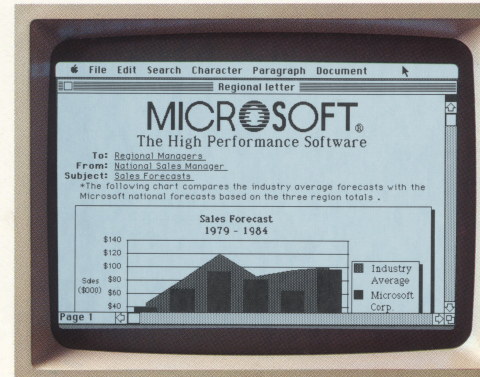 File Edit Search Character Paragraph Document
Regional letter
MICROSOFT®
The High Performance Software
To: Regional Managers
From: National Sales Manager
Subject: Sales Forecasts
*The following chart compares the industry average forecasts with the
Microsoft national forecasts based on the three region totals .
Sales Forecast
1979 - 1984
$140
$120
$100
Sales $80
($000) $60
$40
Industry
Average
Microsoft
Corp.
Page 1